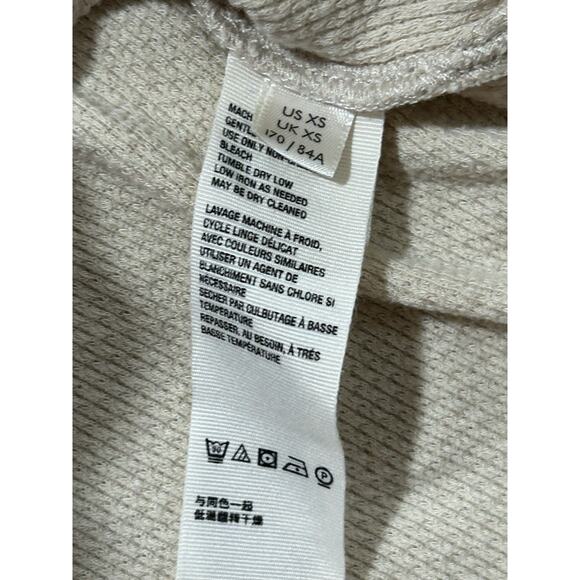 US XS
UK XS
170 / 84A
MACH
GENTL
USE ONLY NON-
BLEACH
TUMBLE DRY LOW
LOW IRON AS NEEDED
MAY BE DRY CLEANED
LAVAGE MACHINE À FROID,
CYCLE LINGE DÉLICAT
AVEC COULEURS SIMILAIRES
UTILISER UN AGENT DE
BLANCHIMENT SANS CHLORE SI
NÉCESSAIRE
SECHER PAR CULBUTAGE À BASSE
TEMPÉRATURE
REPASSER, AU BESOIN, À TRÉS
BASSE TEMPÉRATURE
30
P
与同色一起
低温翻转干燥